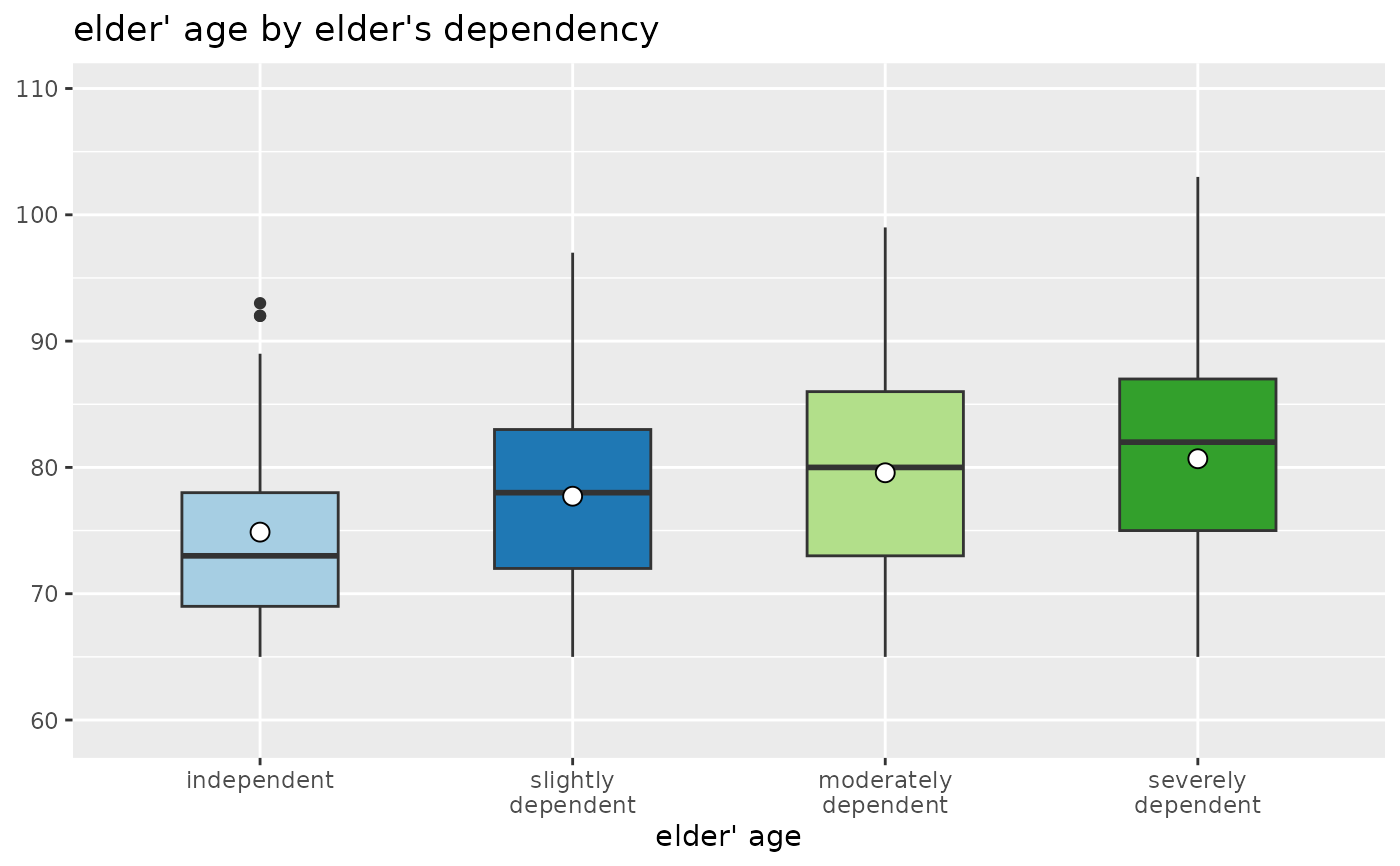 elder' age by elder's dependency
110
100
90
80
70
60
independent
slightly
dependent
moderately
dependent
severely
dependent
elder' age